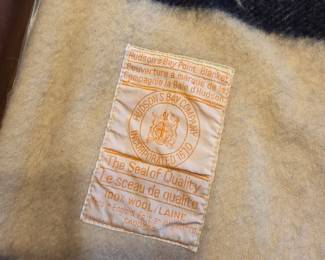 Hudson's Bay Point Blanket
Couverture à marque de la
Compagnie la Baie d'Hudson
HUDSON'S BAY COMPANY
INCORPORATED 1670
The Seal of Quality
Le sceau de qualité
100% WOOL/LAINE